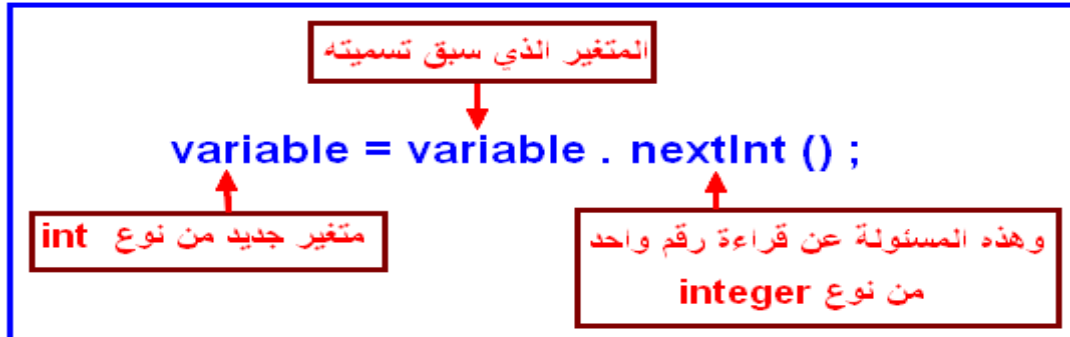 المتغير الذي سبق تسميته
variable = variable . nextInt () ;
متغير جديد من نوع int
وهذه المسئولة عن قراءة رقم واحد
من نوع integer